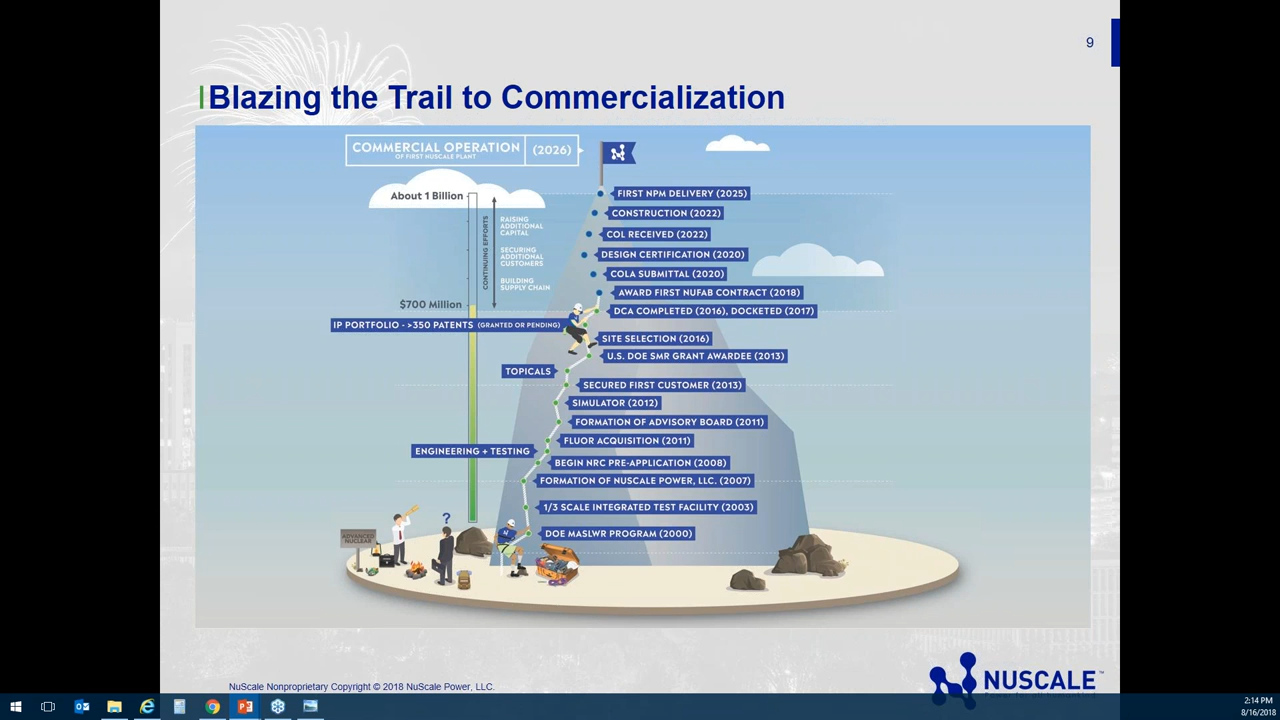 9
Blazing the Trail to Commercialization
COMMERCIAL OPERATION
OF FIRST NUSCALE PLANT
(2026)
About 1 Billion
FIRST NPM DELIVERY (2025)
CONSTRUCTION (2022)
COL RECEIVED (2022)
DESIGN CERTIFICATION (2020)
COLA SUBMITTAL (2020)
AWARD FIRST NUFAB CONTRACT (2018)
DCA COMPLETED (2016), DOCKETED (2017)
CONTINUING EFFORTS
RAISING
ADDITIONAL
CAPITAL
SECURING
ADDITIONAL
CUSTOMERS
BUILDING
SUPPLY CHAIN
$700 Million
IP PORTFOLIO - >350 PATENTS (GRANTED OR PENDING)
SITE SELECTION (2016)
U.S. DOE SMR GRANT AWARDEE (2013)
TOPICALS
SECURED FIRST CUSTOMER (2013)
SIMULATOR (2012)
FORMATION OF ADVISORY BOARD (2011)
FLUOR ACQUISITION (2011)
ENGINEERING + TESTING
BEGIN NRC PRE-APPLICATION (2008)
FORMATION OF NUSCALE POWER, LLC. (2007)
1/3 SCALE INTEGRATED TEST FACILITY (2003)
DOE MASLWR PROGRAM (2000)
?
ADVANCED
NUCLEAR
NuScale Nonproprietary Copyright © 2018 NuScale Power, LLC.
NUSCALE™
2:14 PM
8/16/2018